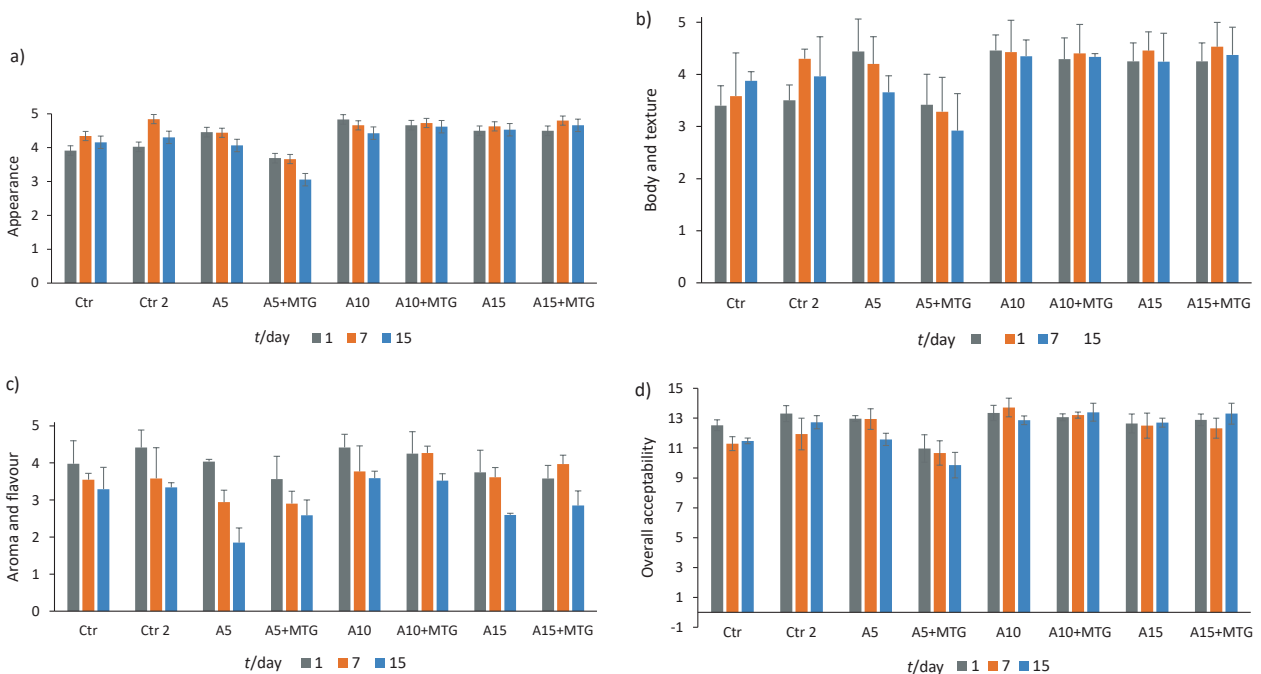 a)
Appearance
5
4
3
2
1
0
Ctr Ctr 2 A5 A5+MTG A10 A10+MTG A15 A15+MTG
t/day 1 7 15
b)
Body and texture
5
4
3
2
1
0
Ctr Ctr 2 A5 A5+MTG A10 A10+MTG A15 A15+MTG
t/day 1 7 15
c)
Aroma and flavour
5
4
3
2
1
0
Ctr Ctr 2 A5 A5+MTG A10 A10+MTG A15 A15+MTG
t/day 1 7 15
d)
Overall acceptability
15
13
11
9
7
5
3
1
-1
Ctr Ctr 2 A5 A5+MTG A10 A10+MTG A15 A15+MTG
t/day 1 7 15